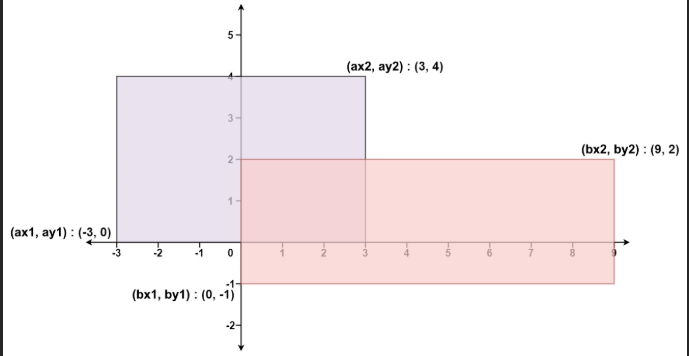 5
(ax2, ay2) : (3, 4)
4
3
(bx2, by2) : (9, 2)
2
1
(ax1, ay1) : (-3, 0)
-3 -2 -1 0 1 2 3 4 5 6 7 8 9
-1
(bx1, by1) : (0, -1)
-2